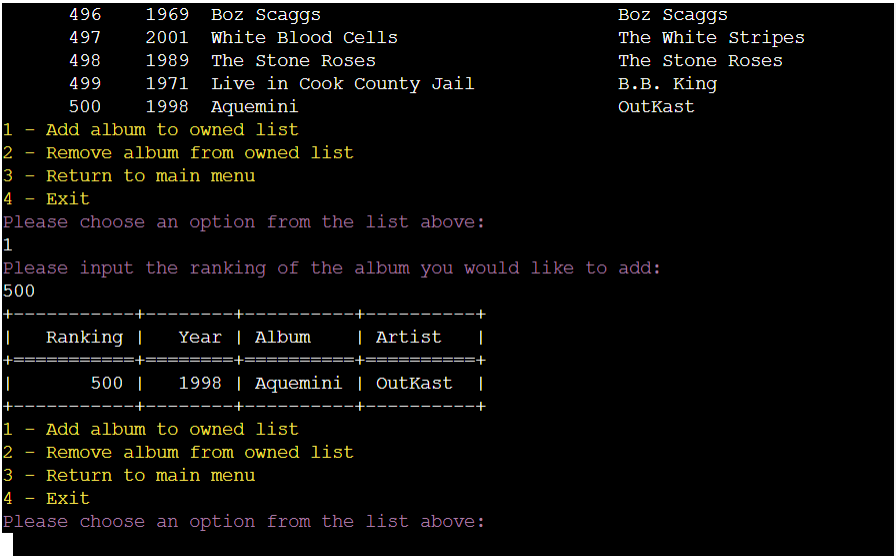 496    1969  Boz Scaggs                           Boz Scaggs
497    2001  White Blood Cells                    The White Stripes
498    1989  The Stone Roses                      The Stone Roses
499    1971  Live in Cook County Jail             B.B. King
500    1998  Aquemini                             OutKast
1 - Add album to owned list
2 - Remove album from owned list
3 - Return to main menu
4 - Exit
Please choose an option from the list above:
1
Please input the ranking of the album you would like to add:
500
+-----------+--------+----------+----------+
|   Ranking |   Year | Album    | Artist   |
+===========+========+==========+==========+
|       500 |   1998 | Aquemini | OutKast  |
+-----------+--------+----------+----------+
1 - Add album to owned list
2 - Remove album from owned list
3 - Return to main menu
4 - Exit
Please choose an option from the list above: